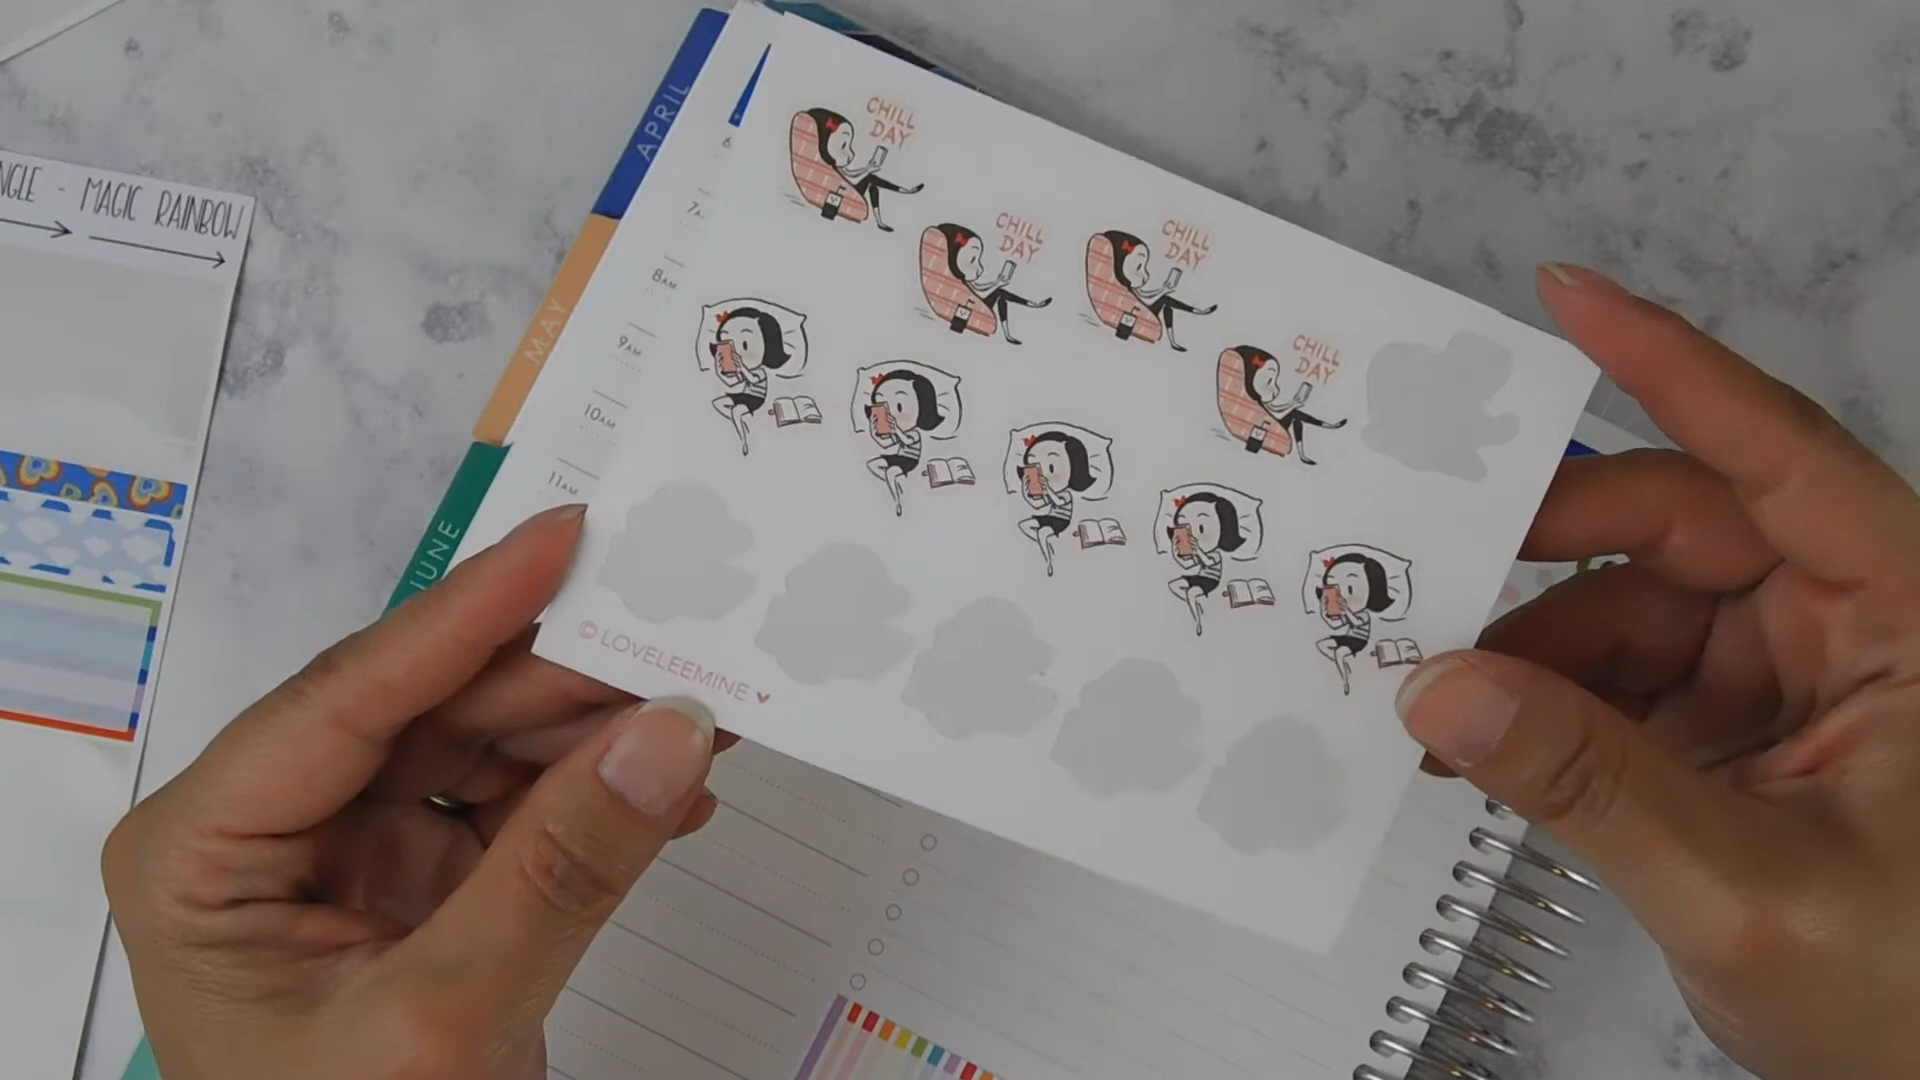 NGLE - MAGIC RAINBOW
APRIL
MAY
JUNE
7A
8AM
9AM
10AM
11AM
CHILL
DAY
CHILL
DAY
CHILL
DAY
CHILL
DAY
© LOVELEEMINE